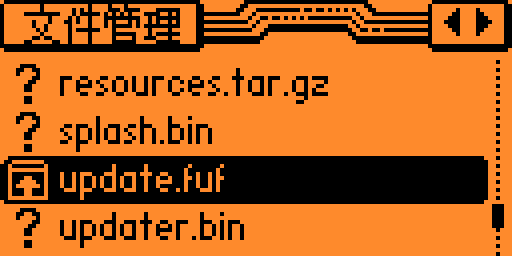 文件管理
resources.tar.gz
splash.bin
update.fuf
updater.bin